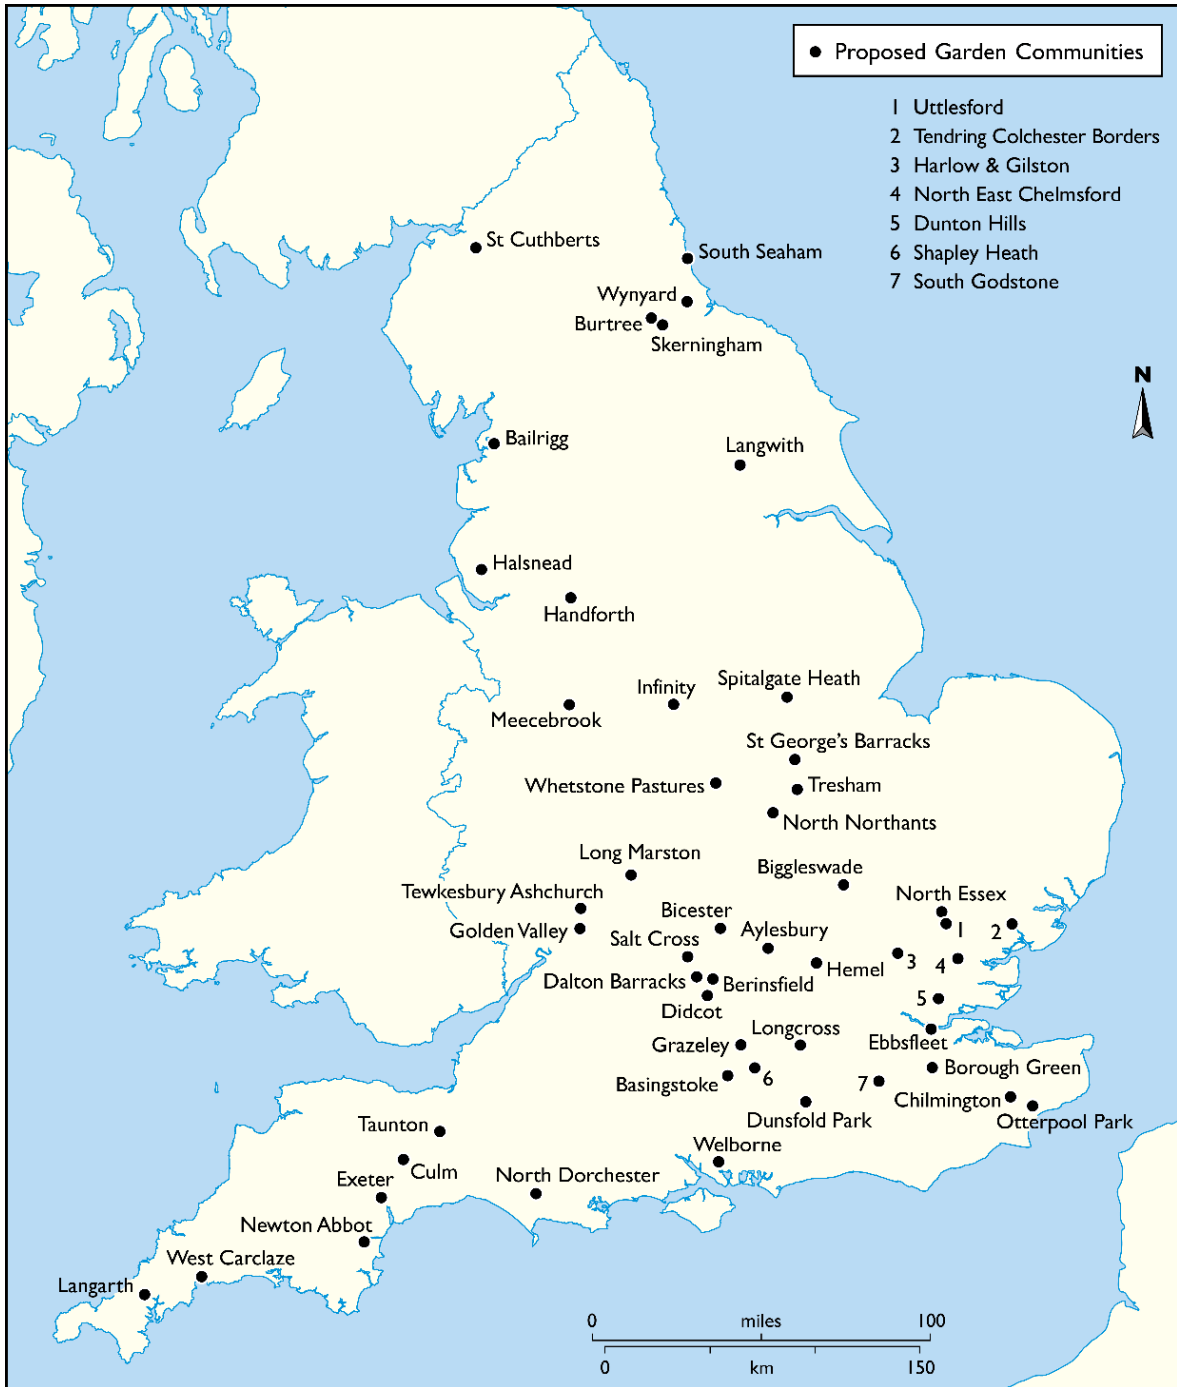 Proposed Garden Communities
1 Uttlesford
2 Tendring Colchester Borders
3 Harlow & Gilston
4 North East Chelmsford
5 Dunton Hills
6 Shapley Heath
7 South Godstone
St Cuthberts
South Seaham
Wynyard
Burtree
Skerningham
N
Bailrigg
Langwith
Halsnead
Handforth
Infinity
Spitalgate Heath
Meecebrook
St George's Barracks
Whetstone Pastures
Tresham
North Northants
Long Marston
Biggleswade
Tewkesbury Ashchurch
North Essex
Bicester
Golden Valley
Aylesbury
1
2
Salt Cross
3
4
Hemel
Dalton Barracks
Berinsfield
5
Didcot
Longcross
Ebbsfleet
Grazeley
Borough Green
Basingstoke
6
7
Chilmington
Dunsfold Park
Otterpool Park
Taunton
Welborne
Culm
Exeter
North Dorchester
Newton Abbot
West Carclaze
Langarth
0 miles 100
0 km 150